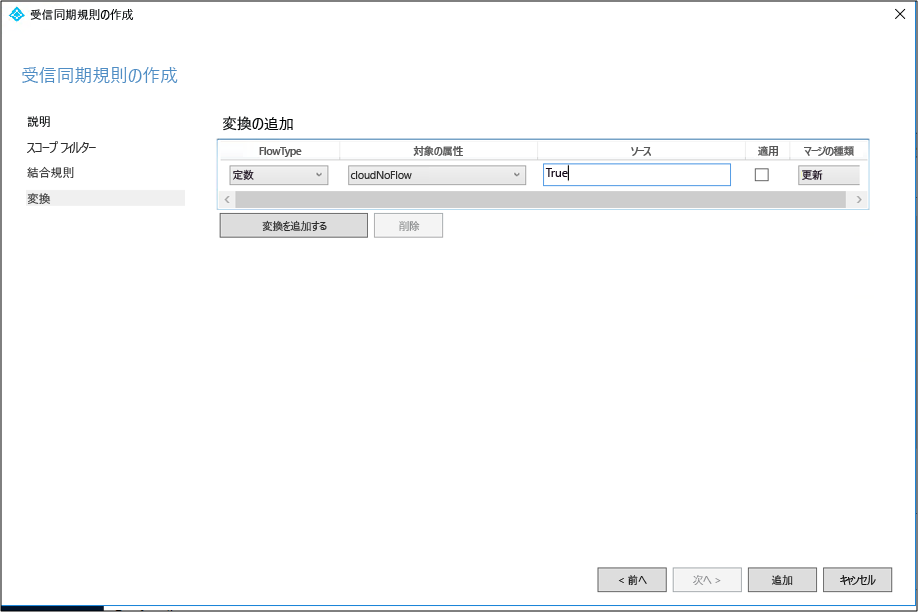 受信同期規則の作成
受信同期規則の作成
説明
スコープ フィルター
結合規則
変換
変換の追加
FlowType 対象の属性 ソース 適用 マージの種類
定数 cloudNoFlow True 更新
変換を追加する 削除
< 前へ 次へ > 追加 キャンセル